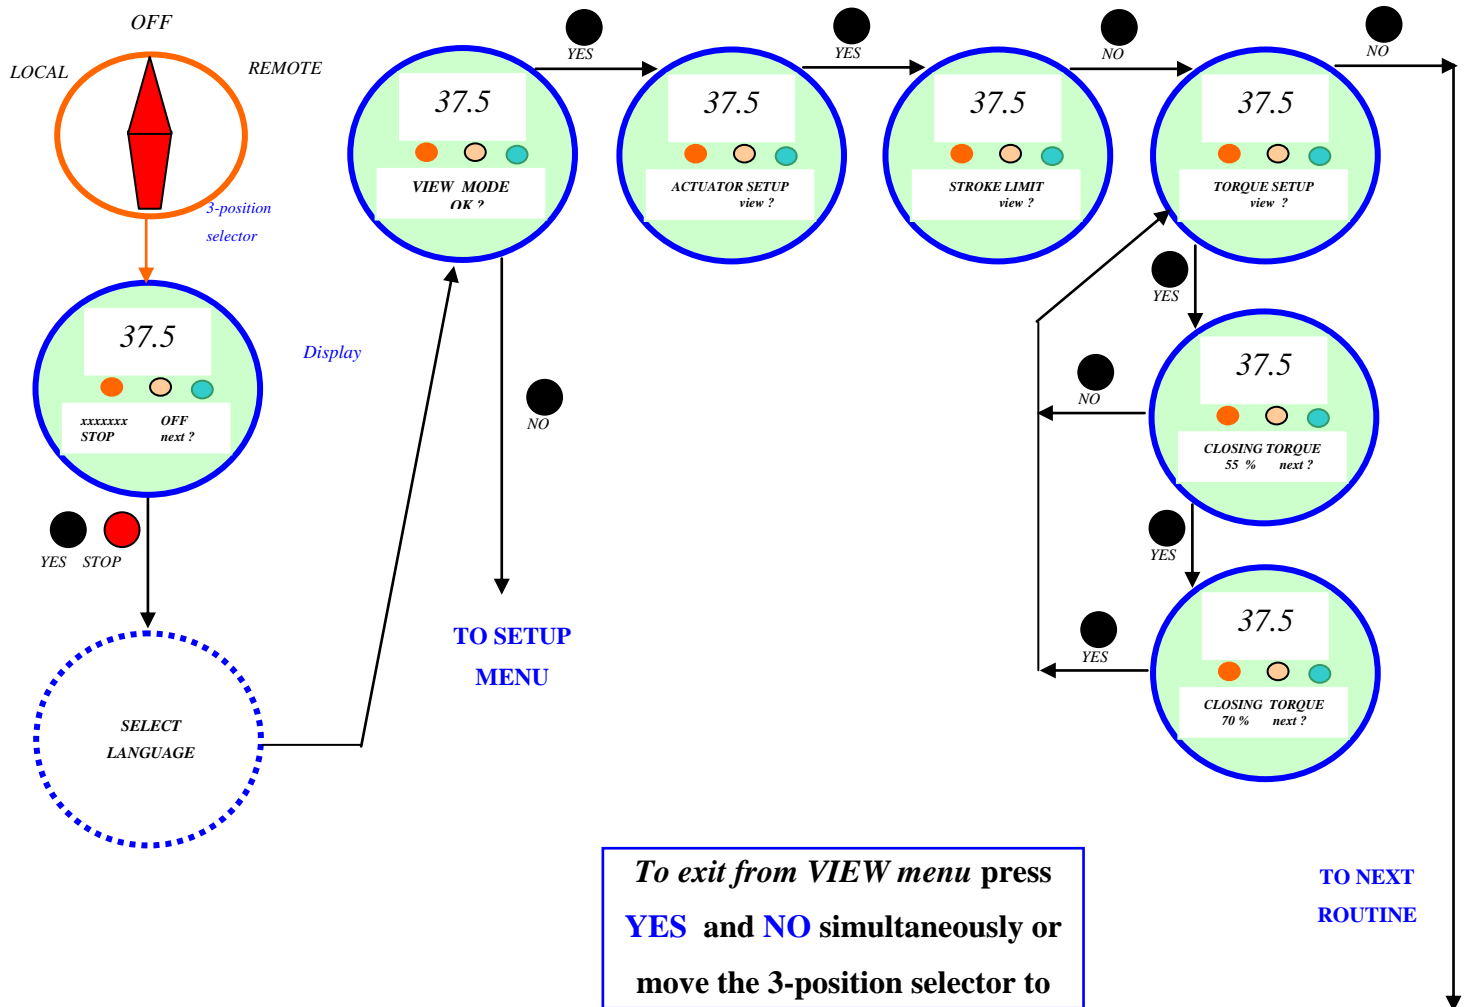 OFF
LOCAL
REMOTE
3-position
selector
37.5
xxxxxxx OFF
STOP next ?
Display
YES STOP
SELECT
LANGUAGE
37.5
VIEW MODE
OK ?
NO
TO SETUP
MENU
YES
37.5
ACTUATOR SETUP
view ?
YES
37.5
STROKE LIMIT
view ?
NO
37.5
TORQUE SETUP
view ?
NO
YES
37.5
CLOSING TORQUE
55 % next ?
NO
YES
37.5
CLOSING TORQUE
70 % next ?
YES
To exit from VIEW menu press
YES and NO simultaneously or
move the 3-position selector to
TO NEXT
ROUTINE